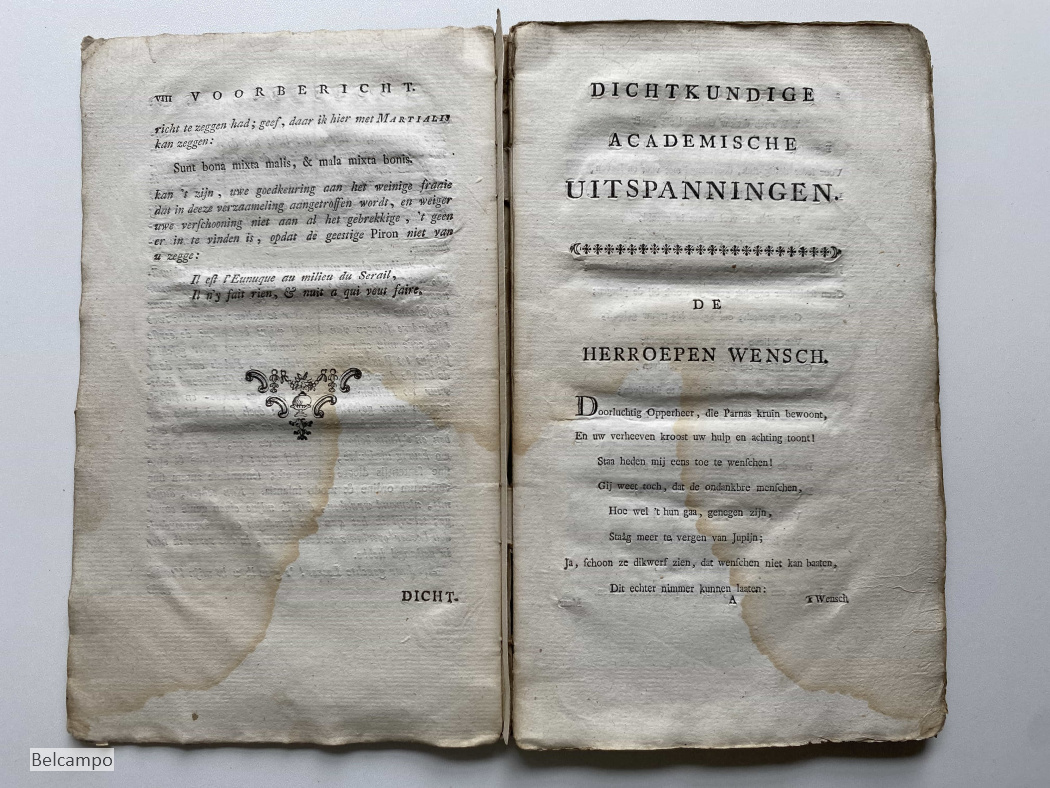 VIII VOORBERICHT.
richt te zeggen had; geef, daar ik hier met MARTIALIS
kan zeggen:
Sunt bona mixta malis, & mala mixta bonis.
kan 't zijn, uwe goedkeuring aan het weinige fraaie
dat in deeze verzaameling aangetroffen wordt, en weiger
uwe verſchooning niet aan al het gebrekkige, 't geen
er in te vinden is, opdat de geestige Piron niet van
u zegge:
Il eſt l'Eunuque au milieu du Serail,
Il n'y fait rien, & nuit a qui veut faire.
DICHT-
DICHTKUNDIGE
ACADEMISCHE
UITSPANNINGEN.
DE
HERROEPEN WENSCH.
Doorluchtig Opperheer, die Parnas kruin bewoont,
En uw verheeven kroost uw hulp en achting toont!
Staa heden mij eens toe te wenſchen!
Gij weet toch, dat de ondankbre menſchen,
Hoe wel 't hun gaa, genegen zijn,
Staâg meer te vergen van Jupijn;
Ja, ſchoon ze dikwerf zien, dat wenſchen niet kan baaten,
Dit echter nimmer kunnen laaten:
A 't Wensch
Belcampo